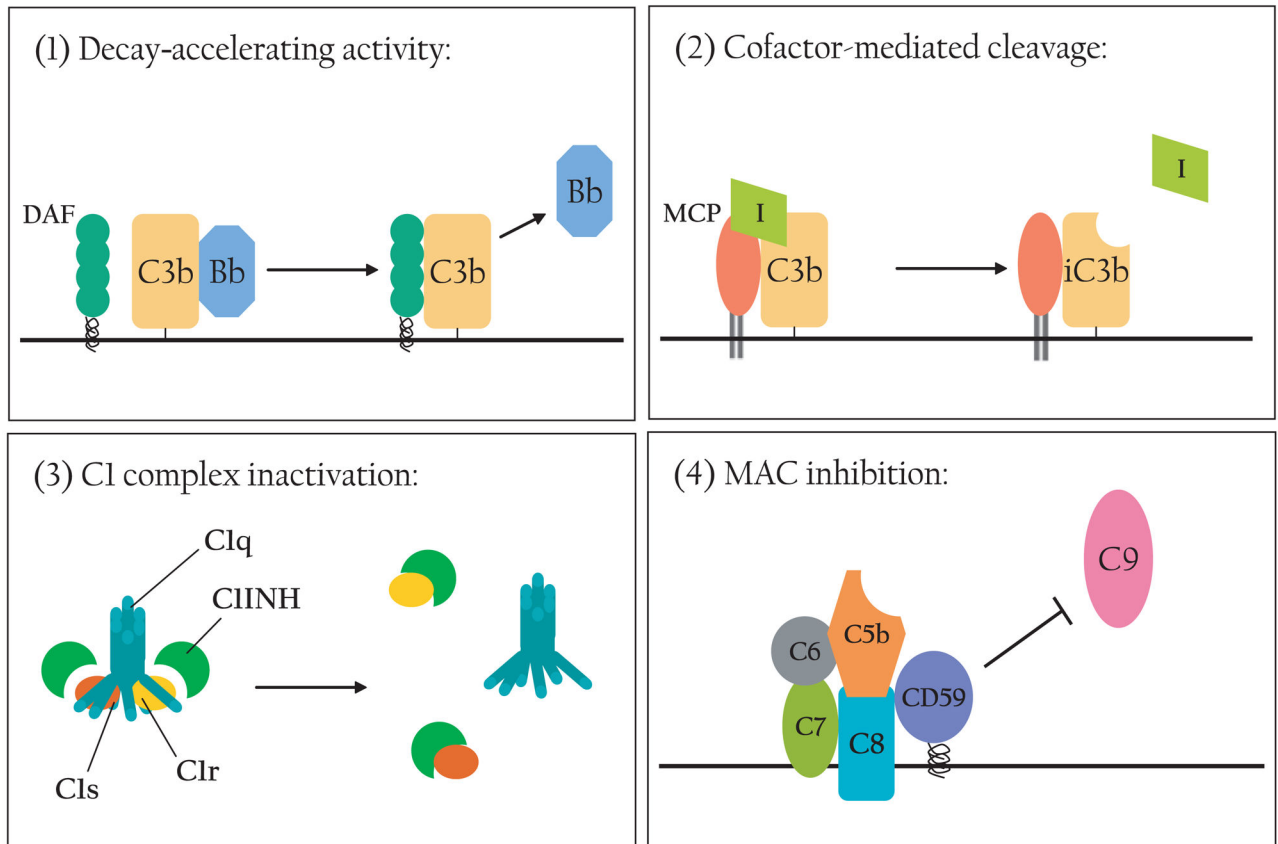 (1) Decay-accelerating activity:
DAF
C3b
Bb
C3b
Bb
(2) Cofactor-mediated cleavage:
MCP
I
C3b
iC3b
I
(3) C1 complex inactivation:
C1q
C1INH
C1s
C1r
(4) MAC inhibition:
C9
C5b
C6
CD59
C7
C8